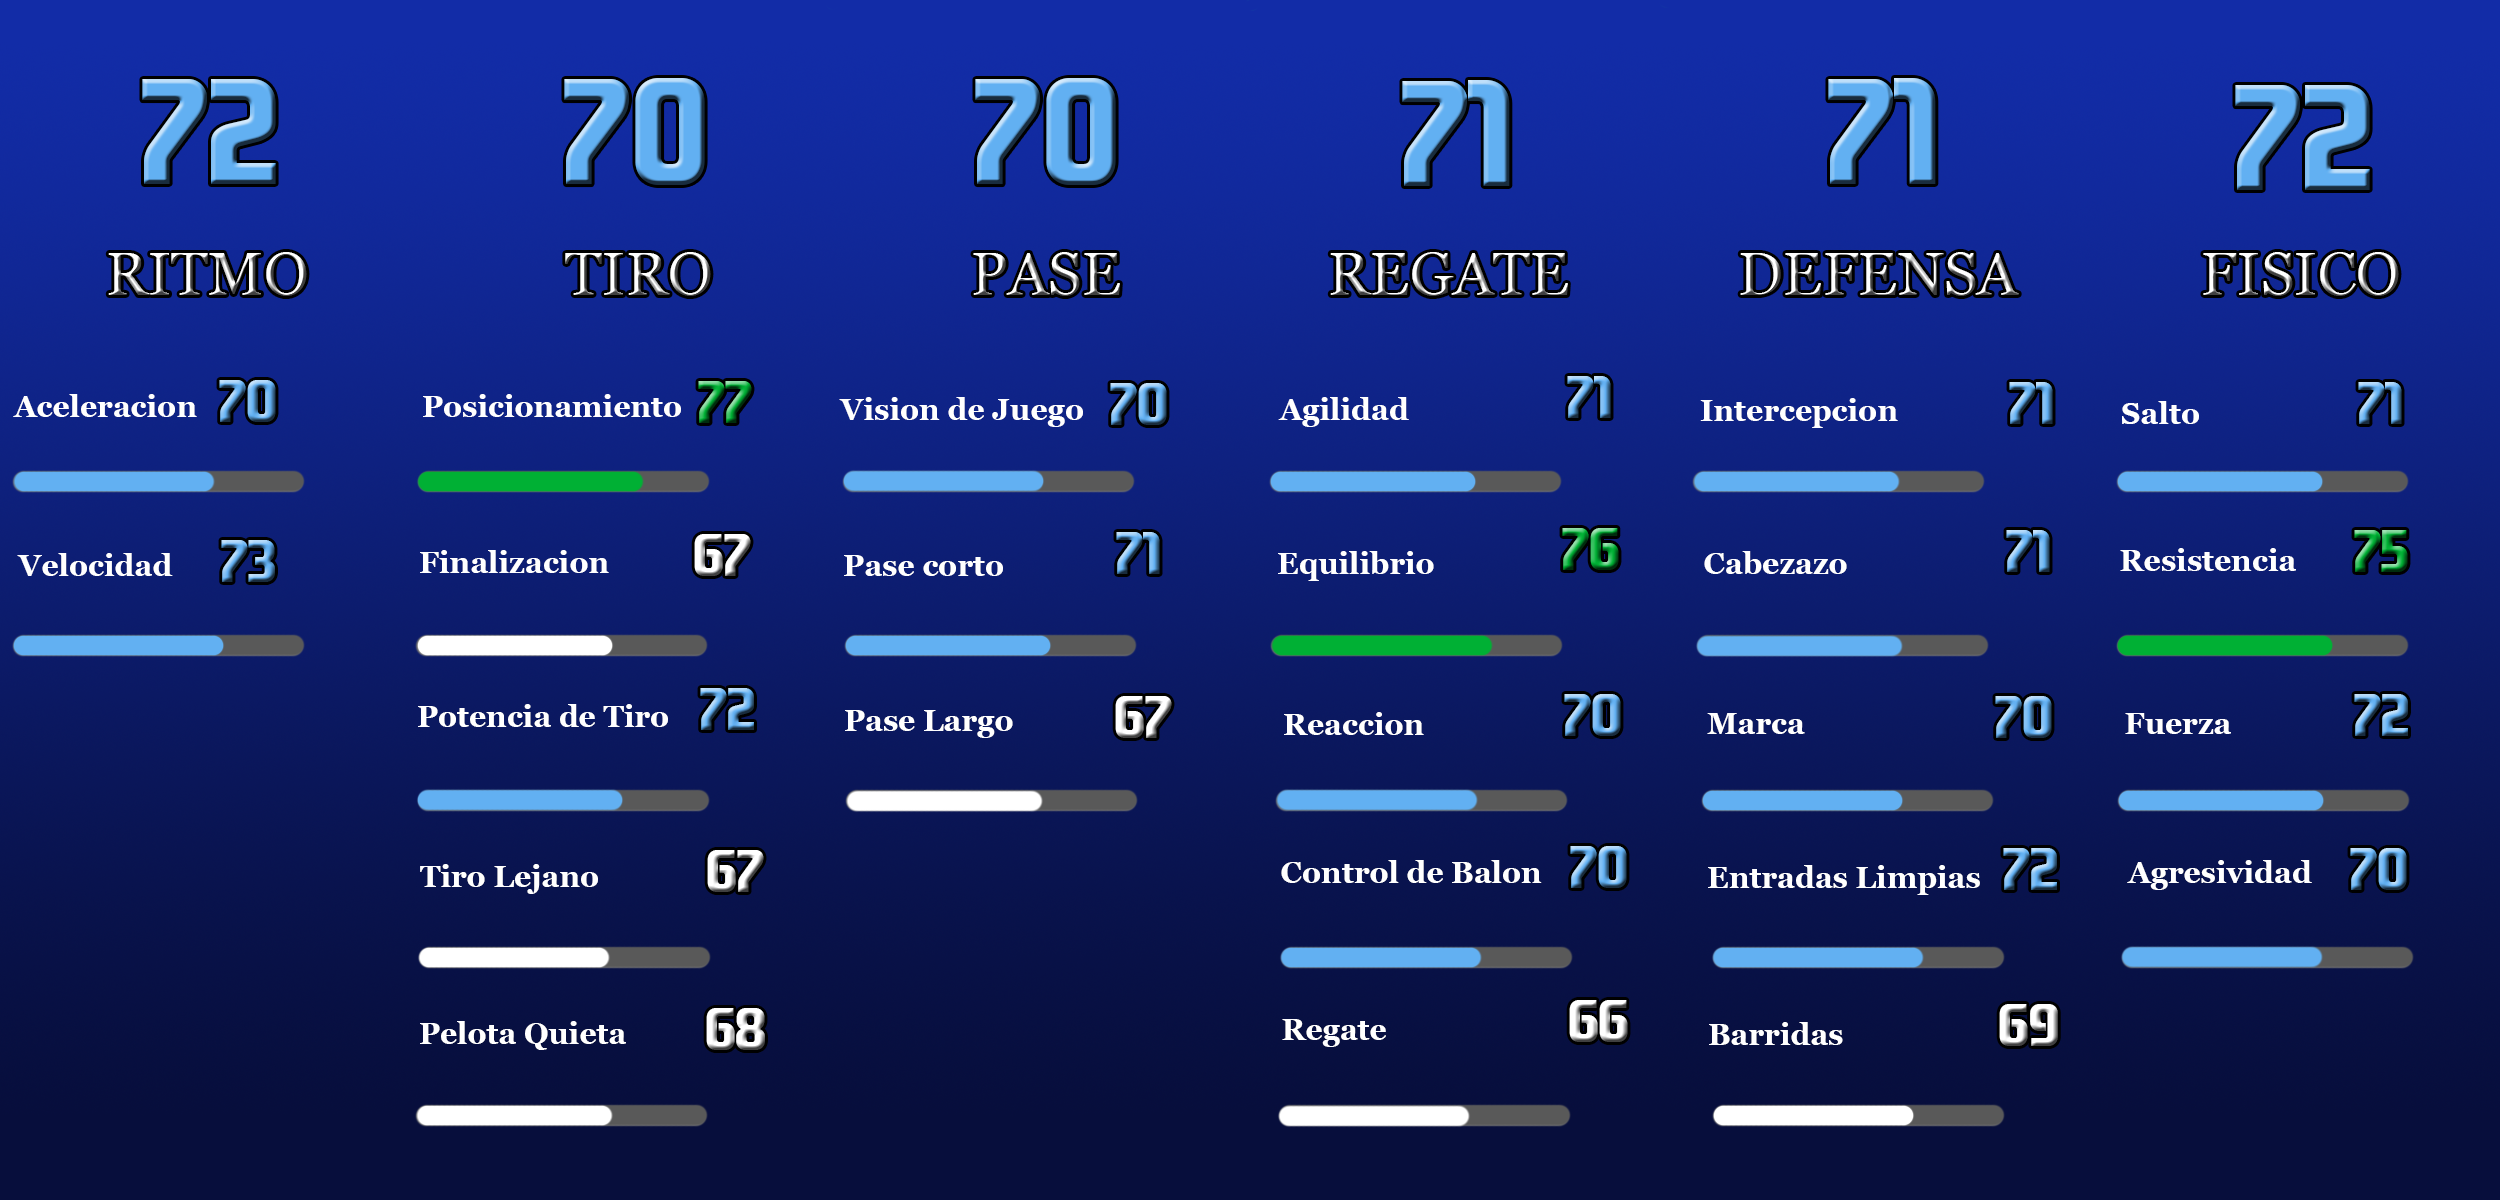 72 70 70 71 71 72
RITMO TIRO PASE REGATE DEFENSA FISICO
Aceleracion 70 Posicionamiento 77 Vision de Juego 70 Agilidad 71 Intercepcion 71 Salto 71
Velocidad 73 Finalizacion 67 Pase corto 71 Equilibrio 76 Cabezazo 71 Resistencia 75
Potencia de Tiro 72 Pase Largo 67 Reaccion 70 Marca 70 Fuerza 72
Tiro Lejano 67 Control de Balon 70 Entradas Limpias 72 Agresividad 70
Pelota Quieta 68 Regate 66 Barridas 69